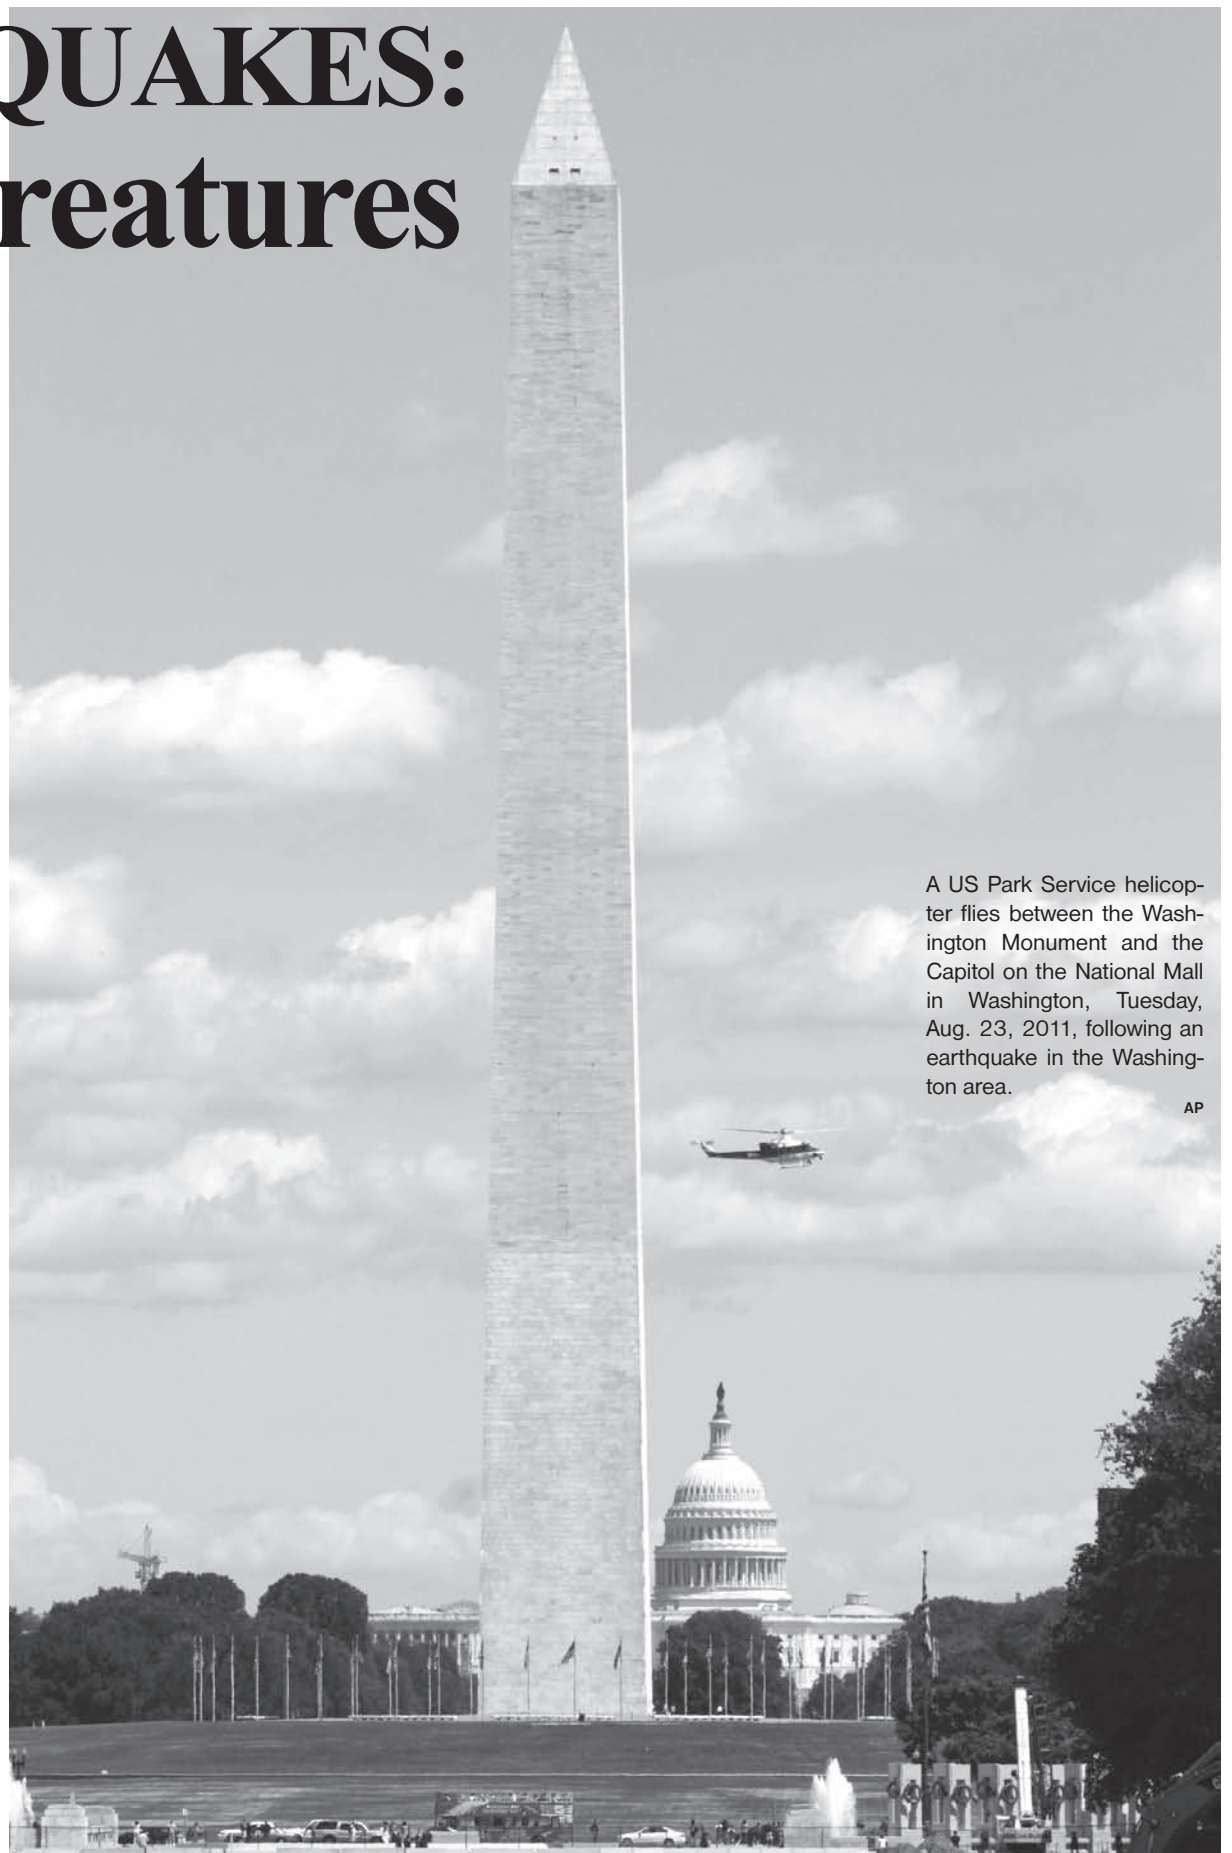 QUAKES:
reatures
A US Park Service helicop-
ter flies between the Wash-
ington Monument and the
Capitol on the National Mall
in Washington, Tuesday,
Aug. 23, 2011, following an
earthquake in the Washing-
ton area.
AP